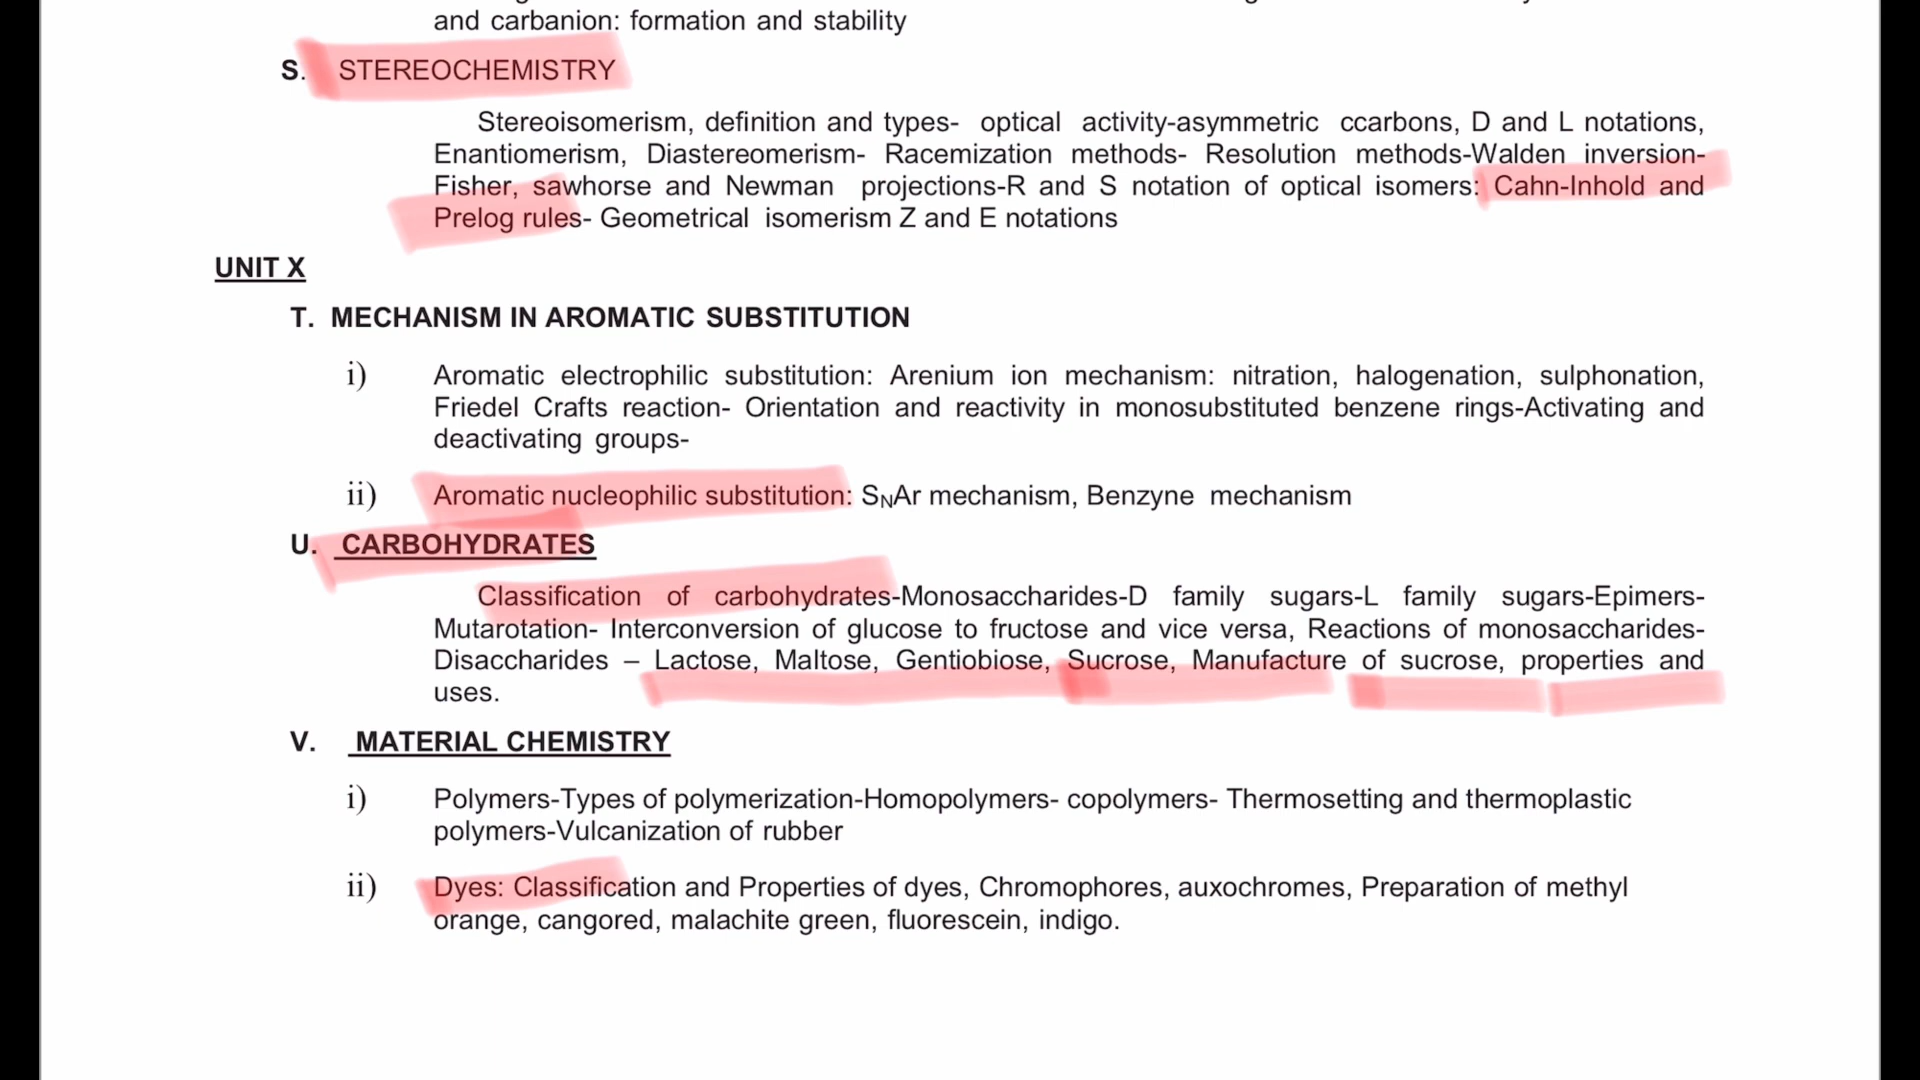 and carbanion: formation and stability
S. STEREOCHEMISTRY
Stereoisomerism, definition and types- optical activity-asymmetric ccarbons, D and L notations,
Enantiomerism, Diastereomerism- Racemization methods- Resolution methods-Walden inversion-
Fisher, sawhorse and Newman projections-R and S notation of optical isomers: Cahn-Inhold and
Prelog rules- Geometrical isomerism Z and E notations
UNIT X
T. MECHANISM IN AROMATIC SUBSTITUTION
i) Aromatic electrophilic substitution: Arenium ion mechanism: nitration, halogenation, sulphonation,
Friedel Crafts reaction- Orientation and reactivity in monosubstituted benzene rings-Activating and
deactivating groups-
ii) Aromatic nucleophilic substitution: SNAr mechanism, Benzyne mechanism
U. CARBOHYDRATES
Classification of carbohydrates-Monosaccharides-D family sugars-L family sugars-Epimers-
Mutarotation- Interconversion of glucose to fructose and vice versa, Reactions of monosaccharides-
Disaccharides – Lactose, Maltose, Gentiobiose, Sucrose, Manufacture of sucrose, properties and
uses.
V. MATERIAL CHEMISTRY
i) Polymers-Types of polymerization-Homopolymers- copolymers- Thermosetting and thermoplastic
polymers-Vulcanization of rubber
ii) Dyes: Classification and Properties of dyes, Chromophores, auxochromes, Preparation of methyl
orange, cangored, malachite green, fluorescein, indigo.